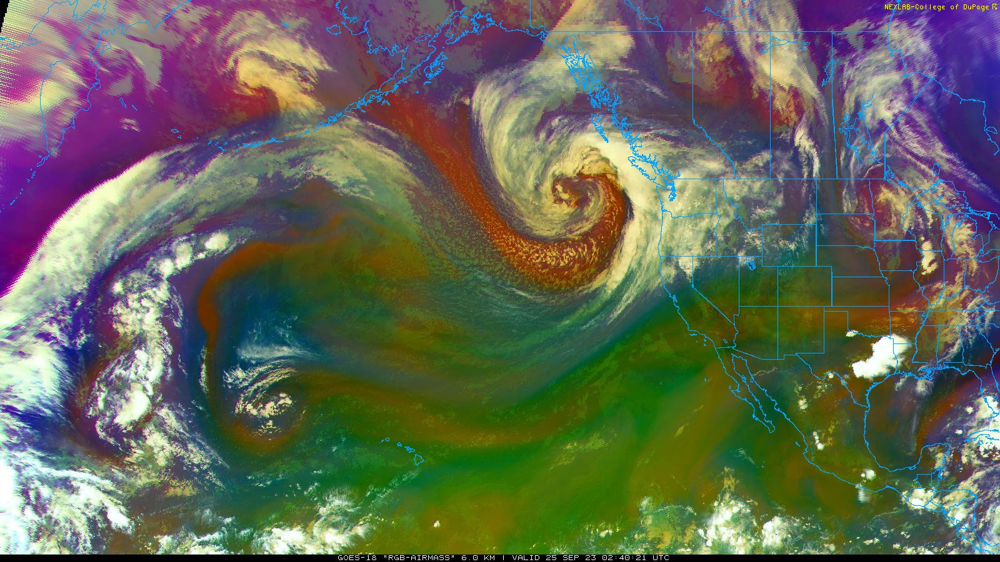 NEXLAB-College of DuPage
GOES-18 "RGB-AIRMASS" 6.0 KM | VALID 25 SEP 23 02:40:21 UTC